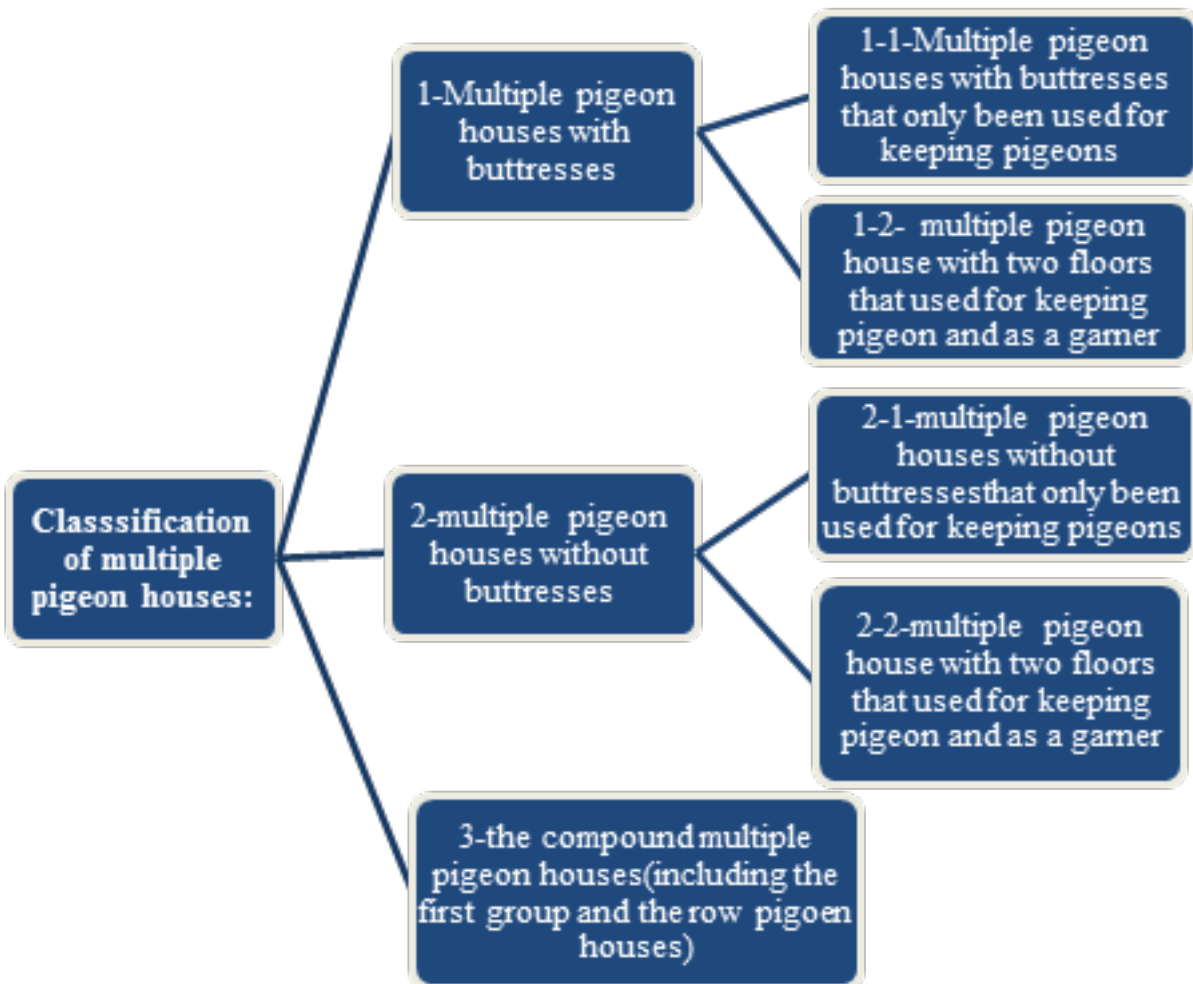 Classsification
of multiple
pigeon houses:
1-Multiple pigeon
houses with
buttresses
1-1-Multiple pigeon
houses with buttresses
that only been used for
keeping pigeons
1-2- multiple pigeon
house with two floors
that used for keeping
pigeon and as a garner
2-multiple pigeon
houses without
buttresses
2-1-multiple pigeon
houses without
buttressesthat only been
used for keeping pigeons
2-2-multiple pigeon
house with two floors
that used for keeping
pigeon and as a garner
3-the compound multiple
pigeon houses(including the
first group and the row pigoen
houses)